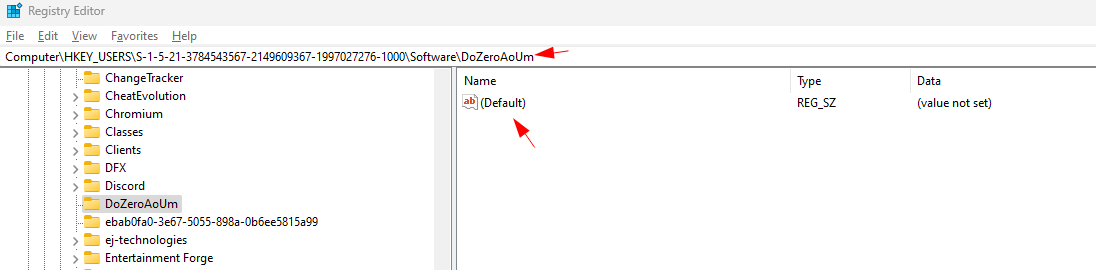 Registry Editor
File Edit View Favorites Help
Computer\HKEY_USERS\S-1-5-21-3784543567-2149609367-1997027276-1000\Software\DoZeroAoUm
ChangeTracker
CheatEvolution
Chromium
Classes
Clients
DFX
Discord
DoZeroAoUm
ebab0fa0-3e67-5055-898a-0b6ee5815a99
ej-technologies
Entertainment Forge
Name Type Data
ab (Default) REG_SZ (value not set)